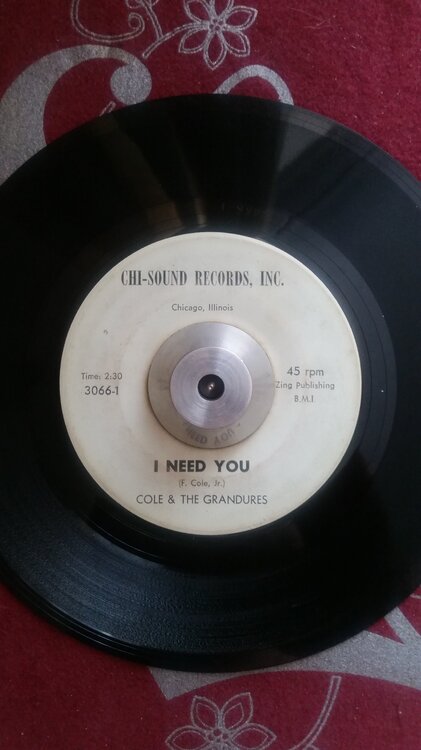 CHI-SOUND RECORDS, INC.
Chicago, Illinois
Time: 2:30
3066-1
45 rpm
Zing Publishing
B.M.I.
I NEED YOU
(F. Cole, Jr.)
COLE & THE GRANDURES